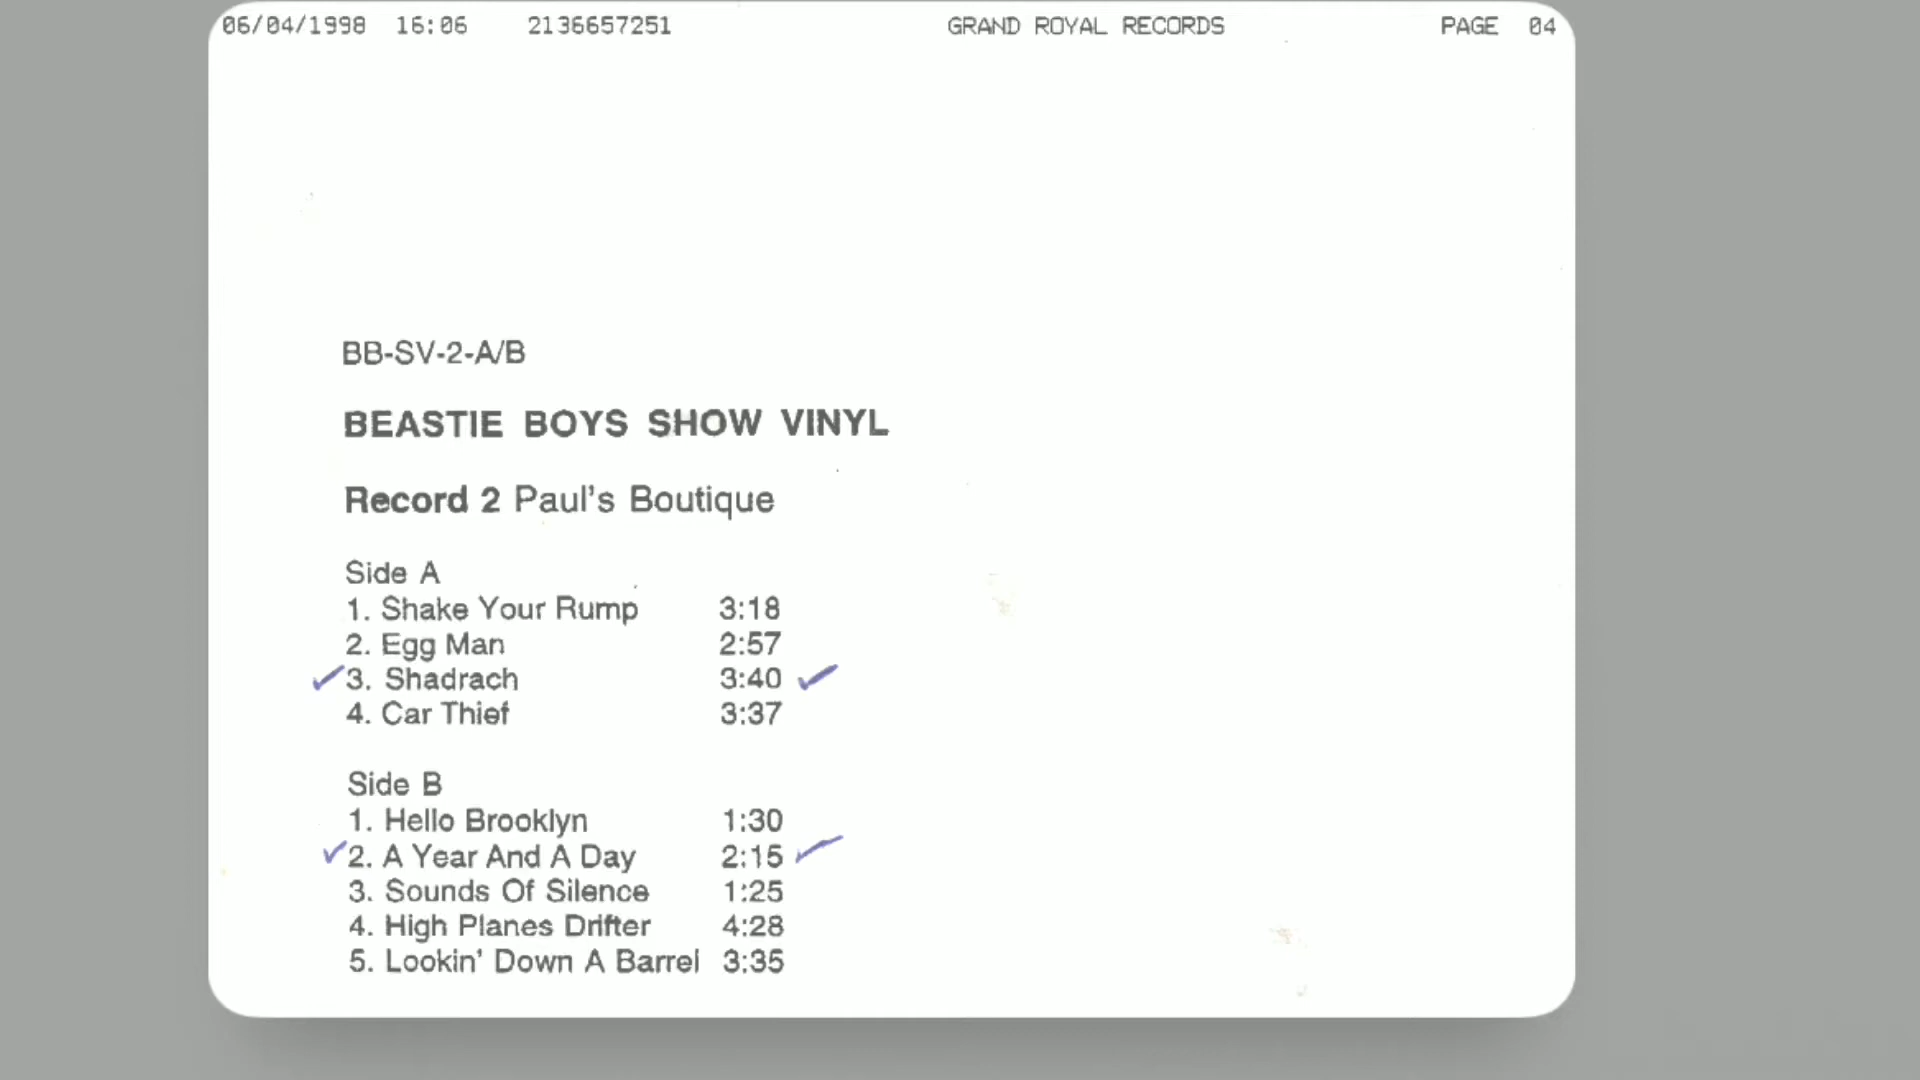 06/04/1998 16:06 2136657251 GRAND ROYAL RECORDS PAGE 04
BB-SV-2-A/B
BEASTIE BOYS SHOW VINYL
Record 2 Paul's Boutique
Side A
1. Shake Your Rump 3:18
2. Egg Man 2:57
3. Shadrach 3:40
4. Car Thief 3:37
Side B
1. Hello Brooklyn 1:30
2. A Year And A Day 2:15
3. Sounds Of Silence 1:25
4. High Planes Drifter 4:28
5. Lookin' Down A Barrel 3:35